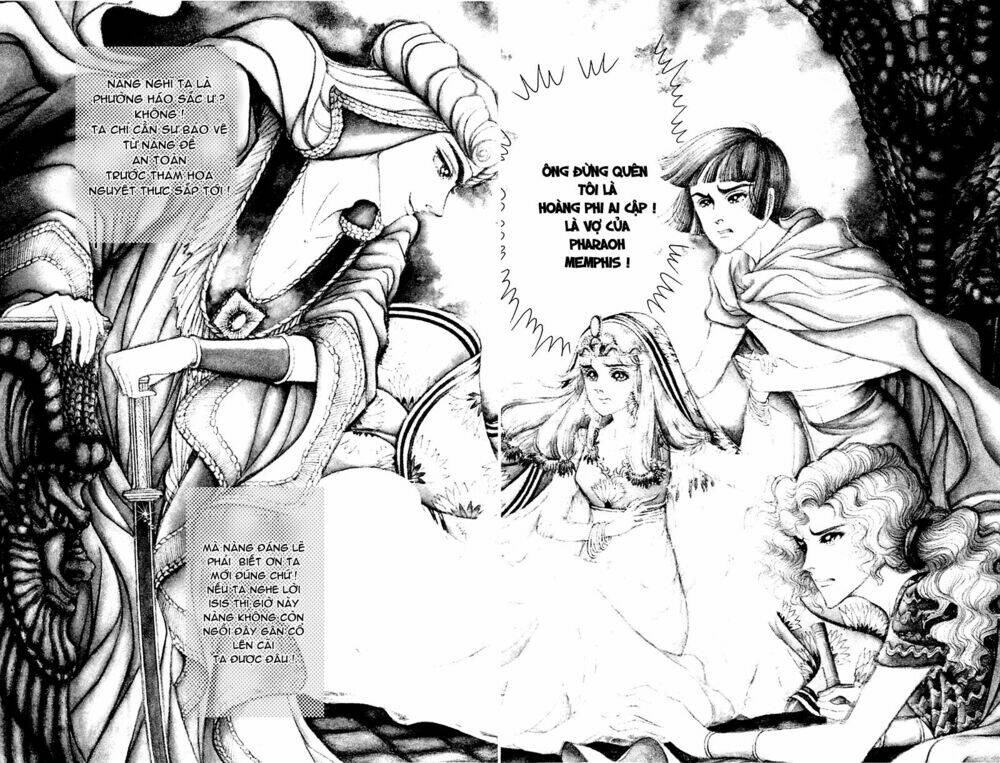 NÀNG NGHĨ TA LÀ
PHƯỜNG HÁO SẮC Ư ?
KHÔNG !
TA CHỈ CẦN SỰ BẢO VỆ
TỪ NÀNG ĐỂ
AN TOÀN
TRƯỚC THẢM HỌA
NGUYỆT THỰC SẮP TỚI !
ÔNG ĐỪNG QUÊN
TÔI LÀ
HOÀNG PHI AI CẬP !
LÀ VỢ CỦA
PHARAOH
MEMPHIS !
MÀ NÀNG ĐÁNG LẼ
PHẢI BIẾT ƠN TA
MỚI ĐÚNG CHỨ !
NẾU TA NGHE LỜI
ISIS THÌ GIỜ NÀY
NÀNG KHÔNG CÒN
NGỒI ĐÂY GÂN CỔ
LÊN CÃI
TA ĐƯỢC ĐÂU !